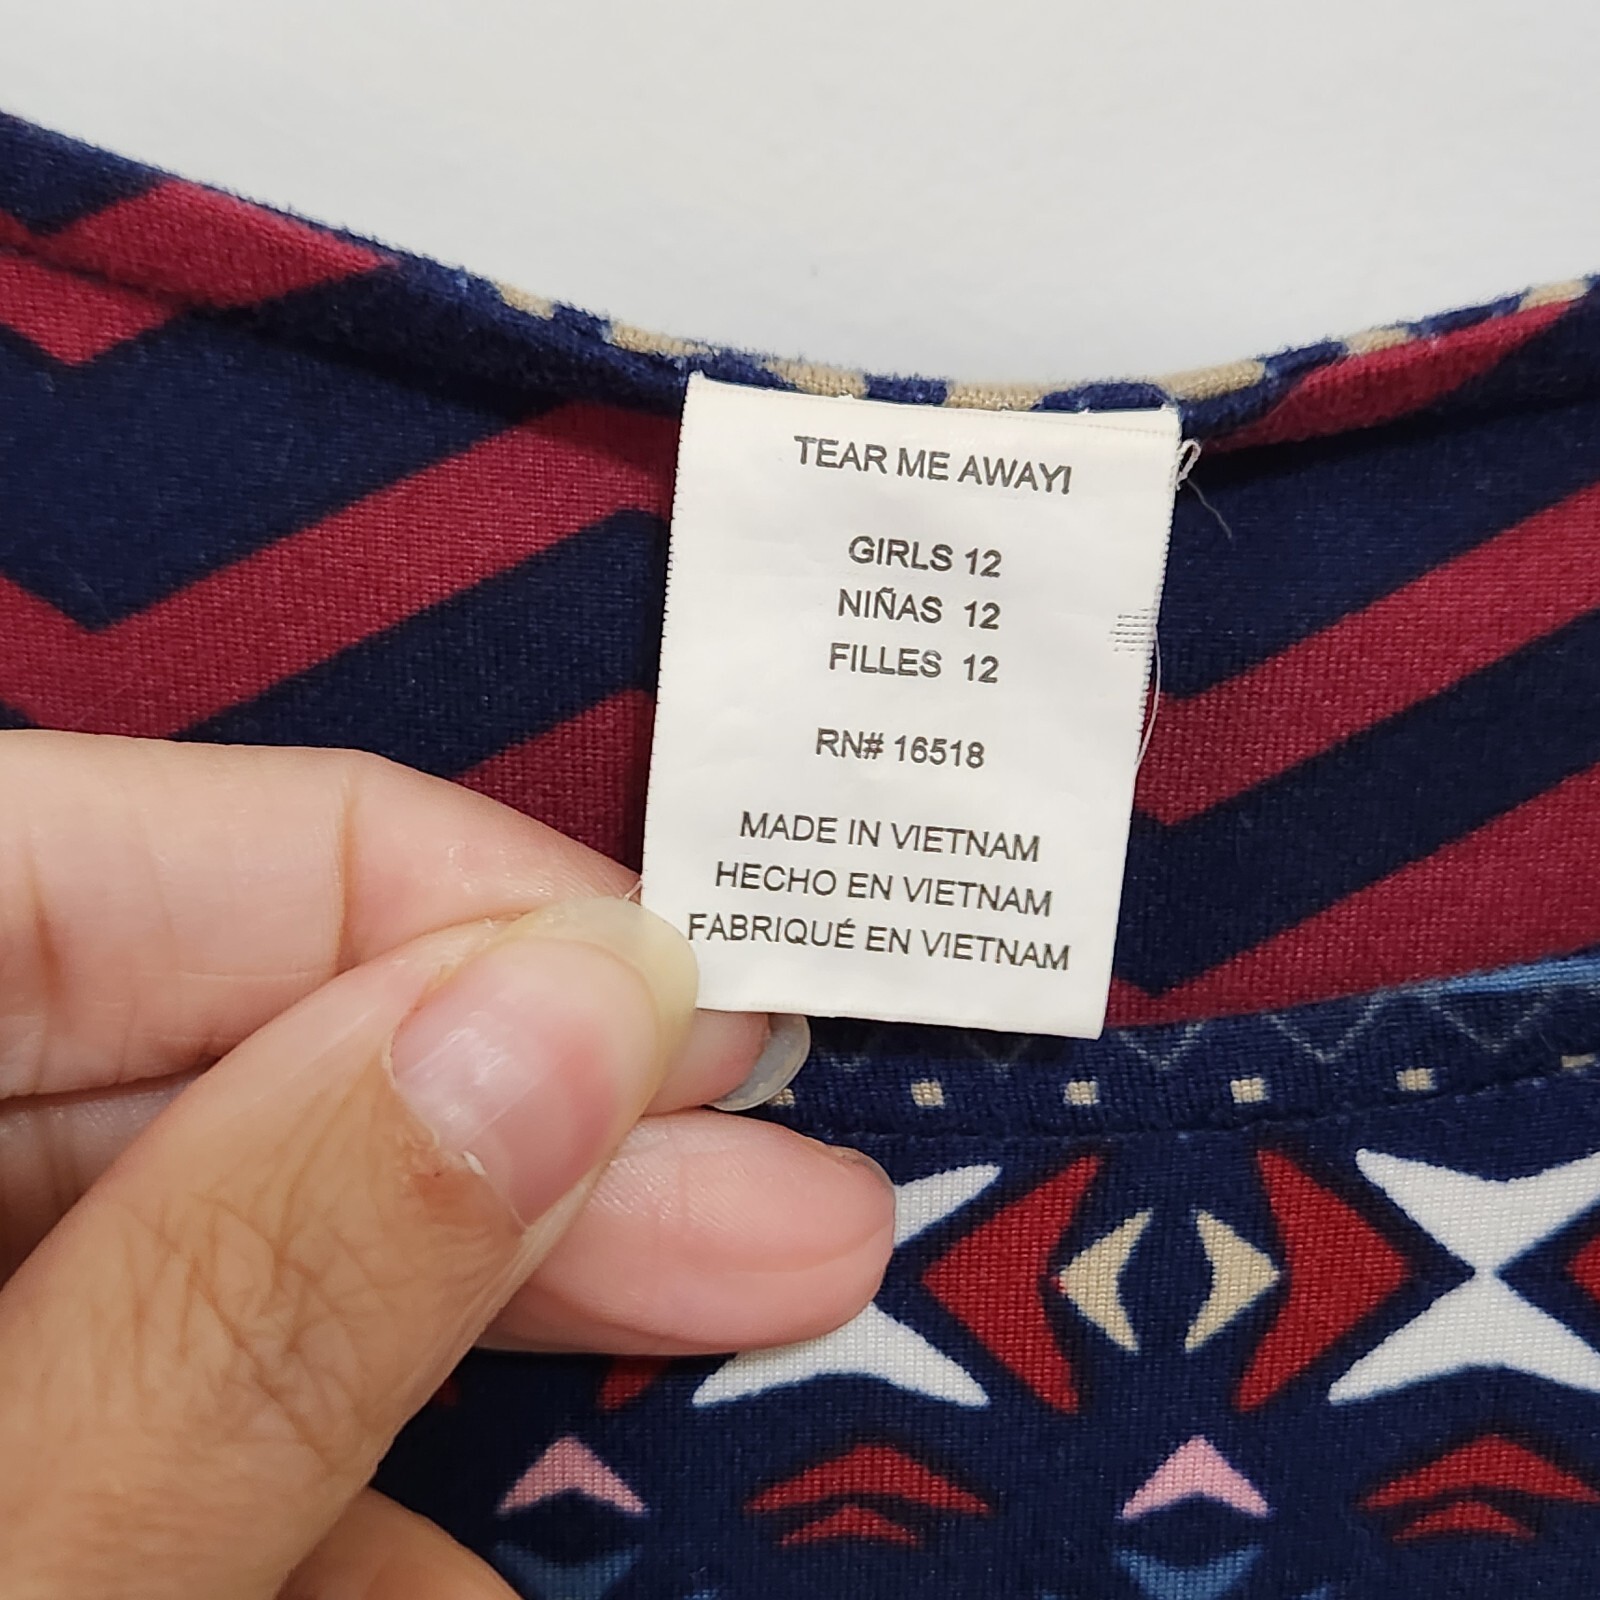 TEAR ME AWAY!
GIRLS 12
NIÑAS 12
FILLES 12
RN# 16518
MADE IN VIETNAM
HECHO EN VIETNAM
FABRIQUÉ EN VIETNAM